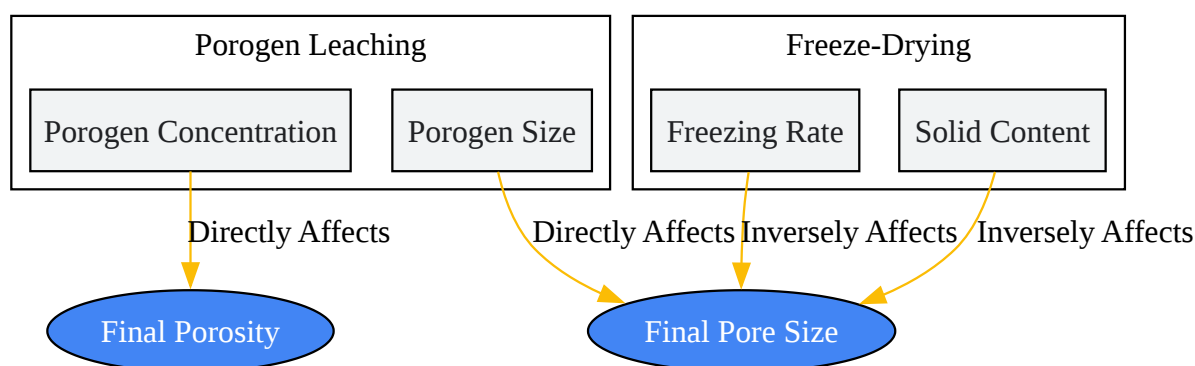 Porogen Leaching
Freeze-Drying
Porogen Concentration
Porogen Size
Freezing Rate
Solid Content
Directly Affects
Directly Affects
Inversely Affects
Inversely Affects
Final Porosity
Final Pore Size